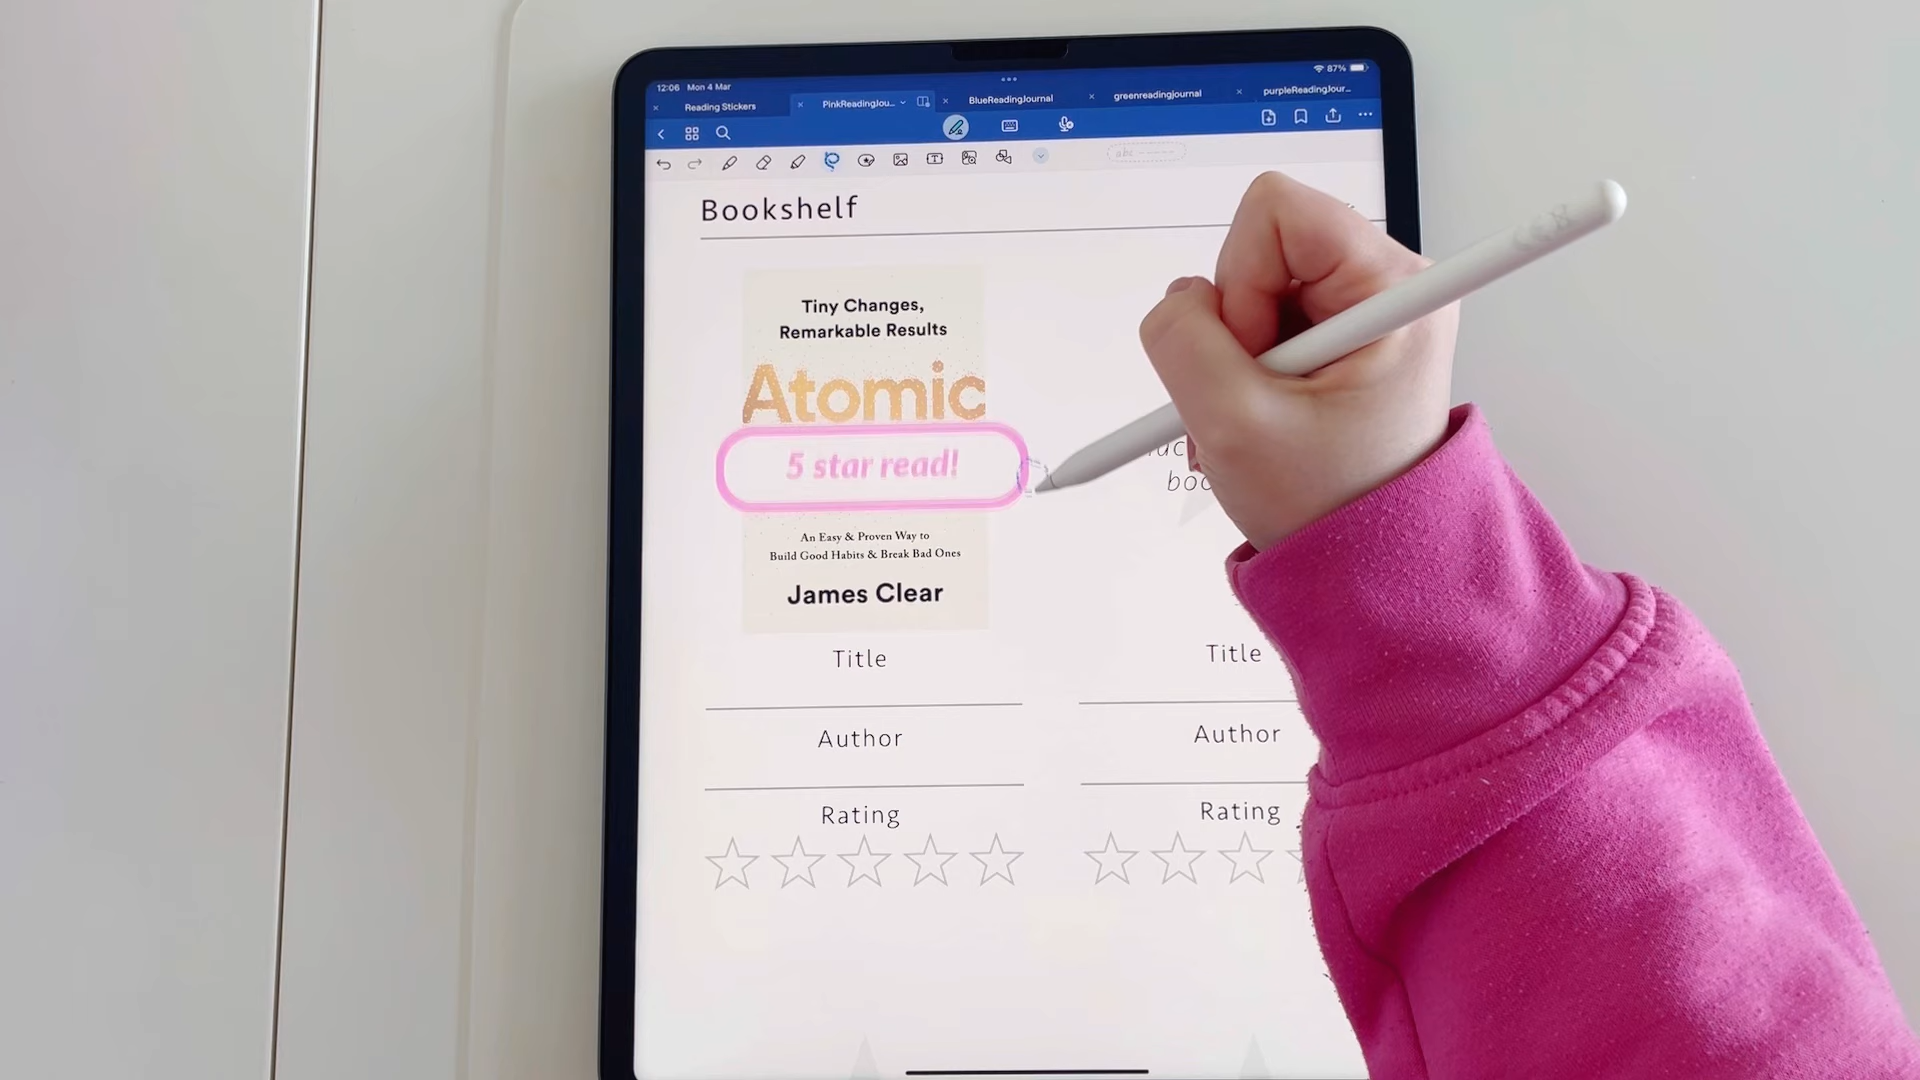 12:06 Mon 4 Mar
87%
Reading Stickers
PinkReadingJou...
BlueReadingJournal
greenreadingjournal
purpleReadingJour...
abc
Bookshelf
Tiny Changes,
Remarkable Results
Atomic
5 star read!
An Easy & Proven Way to
Build Good Habits & Break Bad Ones
James Clear
Title
Author
Rating
Title
Author
Rating